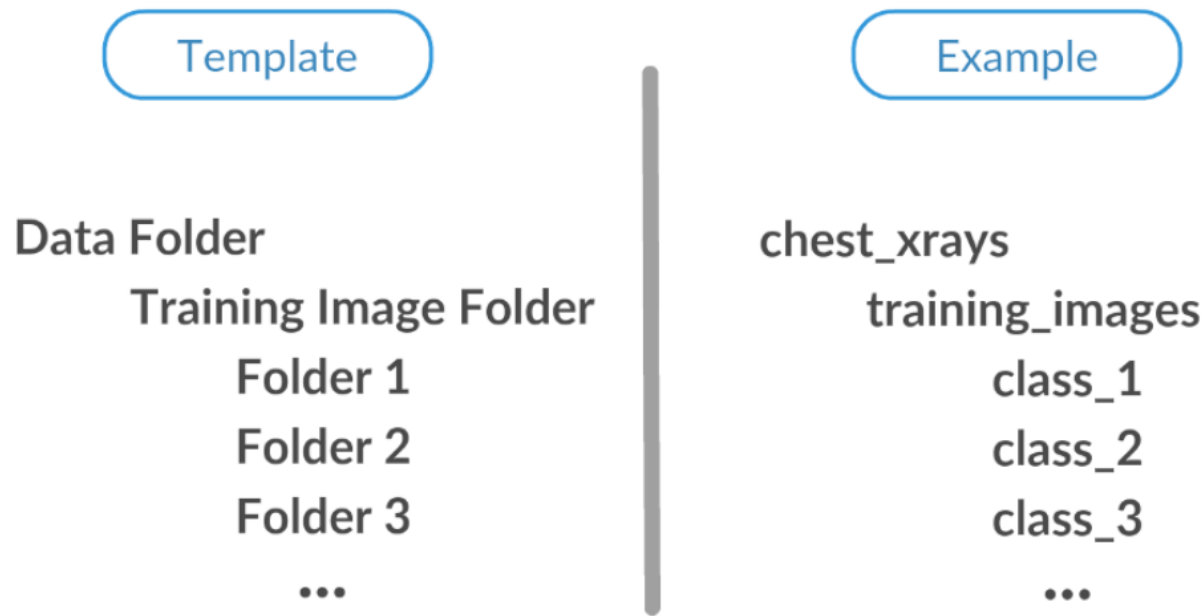 Template
Data Folder
Training Image Folder
Folder 1
Folder 2
Folder 3
...
Example
chest_xrays
training_images
class_1
class_2
class_3
...